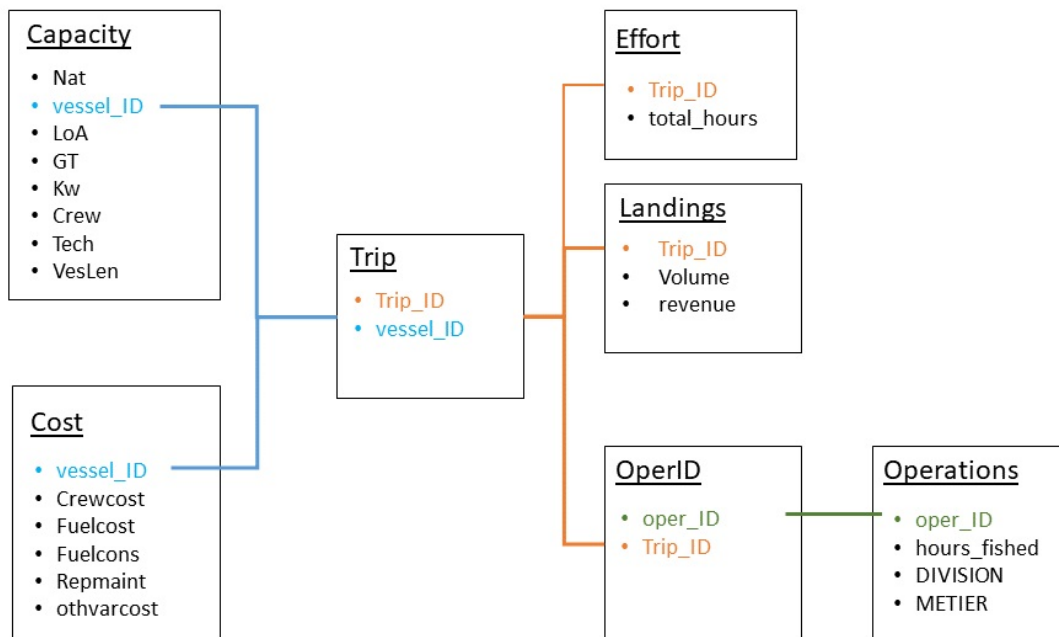 Capacity
• Nat
• vessel_ID
• LoA
• GT
• Kw
• Crew
• Tech
• VesLen
Cost
• vessel_ID
• Crewcost
• Fuelcost
• Fuelcons
• Repmaint
• othvarcost
Trip
• Trip_ID
• vessel_ID
Effort
• Trip_ID
• total_hours
Landings
• Trip_ID
• Volume
• revenue
OperID
• oper_ID
• Trip_ID
Operations
• oper_ID
• hours_fished
• DIVISION
• METIER